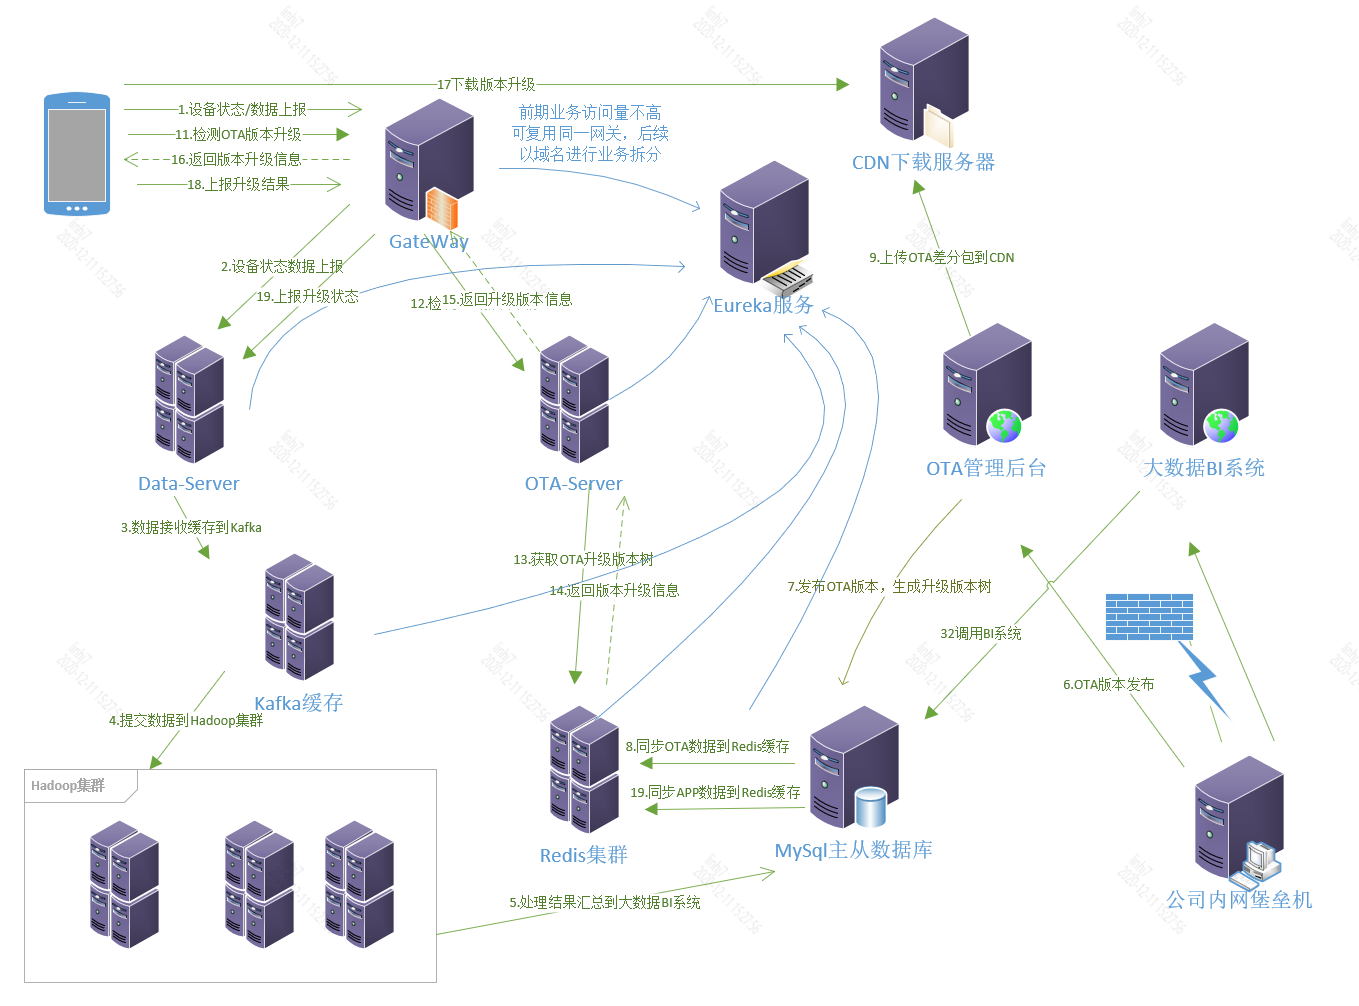 17下载版本升级
1.设备状态/数据上报
11.检测OTA版本升级
16.返回版本升级信息
18.上报升级结果
前期业务访问量不高
可复用同一网关，后续
以域名进行业务拆分
CDN下载服务器
GateWay
2.设备状态数据上报
19.上报升级状态
12.检
15.返回升级版本信息
Eureka服务
9.上传OTA差分包到CDN
Data-Server
OTA-Server
OTA管理后台
大数据BI系统
3.数据接收缓存到Kafka
13.获取OTA升级版本树
14.返回版本升级信息
7.发布OTA版本，生成升级版本树
32调用BI系统
6.OTA版本发布
Kafka缓存
4.提交数据到Hadoop集群
8.同步OTA数据到Redis缓存
19.同步APP数据到Redis缓存
Hadoop集群
Redis集群
MySql主从数据库
5.处理结果汇总到大数据BI系统
公司内网堡垒机